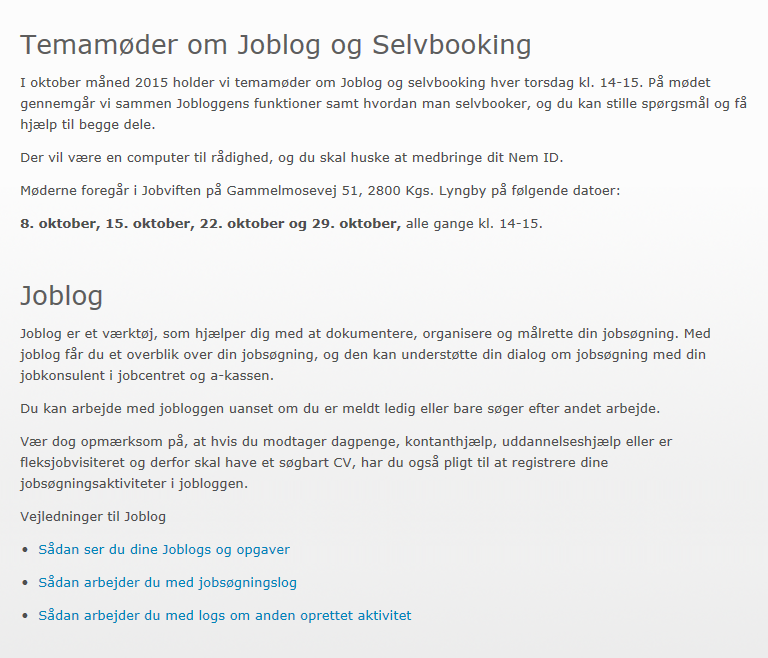 Temamøder om Joblog og Selvbooking
I oktober måned 2015 holder vi temamøder om Joblog og selvbooking hver torsdag kl. 14-15. På mødet
gennemgår vi sammen Jobloggens funktioner samt hvordan man selvbooker, og du kan stille spørgsmål og få
hjælp til begge dele.
Der vil være en computer til rådighed, og du skal huske at medbringe dit Nem ID.
Møderne foregår i Jobviften på Gammelmosevej 51, 2800 Kgs. Lyngby på følgende datoer:
8. oktober, 15. oktober, 22. oktober og 29. oktober, alle gange kl. 14-15.
Joblog
Joblog er et værktøj, som hjælper dig med at dokumentere, organisere og målrette din jobsøgning. Med
joblog får du et overblik over din jobsøgning, og den kan understøtte din dialog om jobsøgning med din
jobkonsulent i jobcentret og a-kassen.
Du kan arbejde med jobloggen uanset om du er meldt ledig eller bare søger efter andet arbejde.
Vær dog opmærksom på, at hvis du modtager dagpenge, kontanthjælp, uddannelseshjælp eller er
fleksjobvisiteret og derfor skal have et søgbart CV, har du også pligt til at registrere dine
jobsøgningsaktiviteter i jobloggen.
Vejledninger til Joblog
• Sådan ser du dine Joblogs og opgaver
• Sådan arbejder du med jobsøgningslog
• Sådan arbejder du med logs om anden oprettet aktivitet